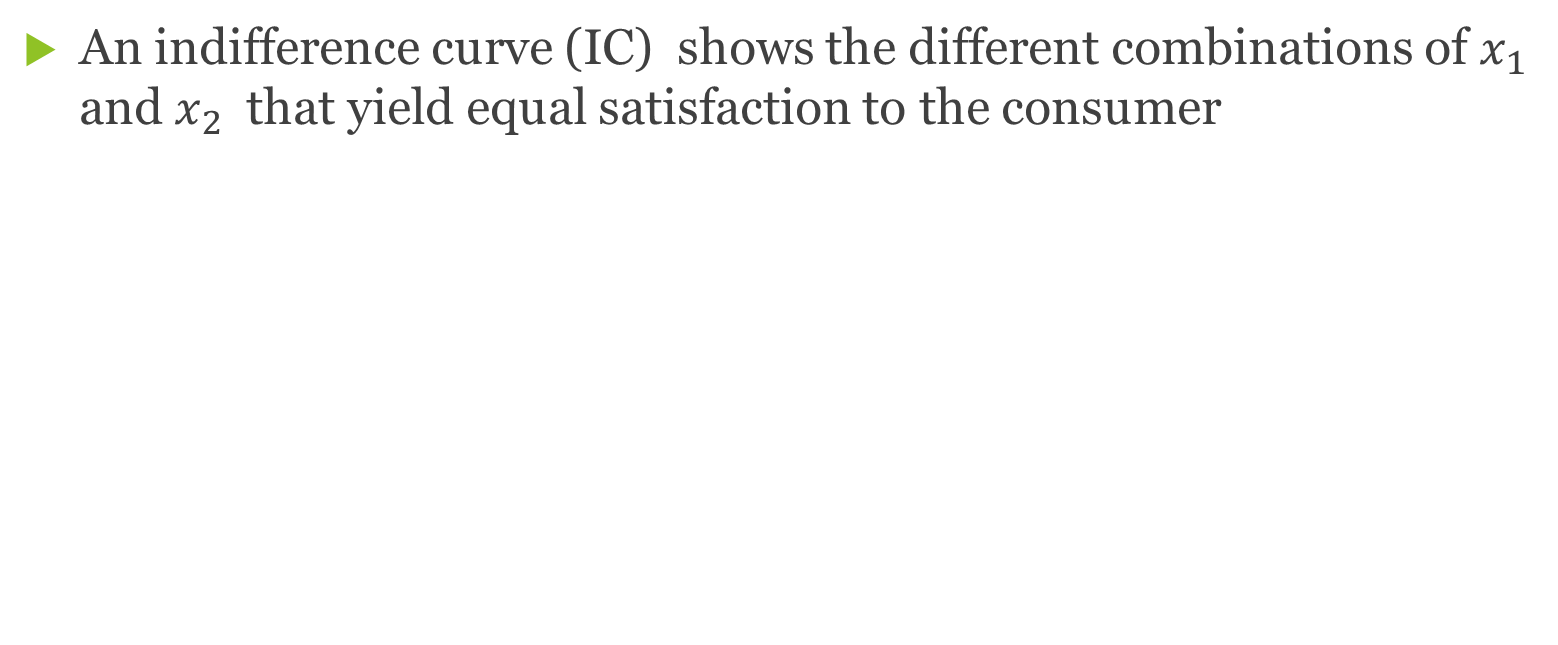 An indifference curve (IC) shows the different combinations of x₁
and x₂ that yield equal satisfaction to the consumer